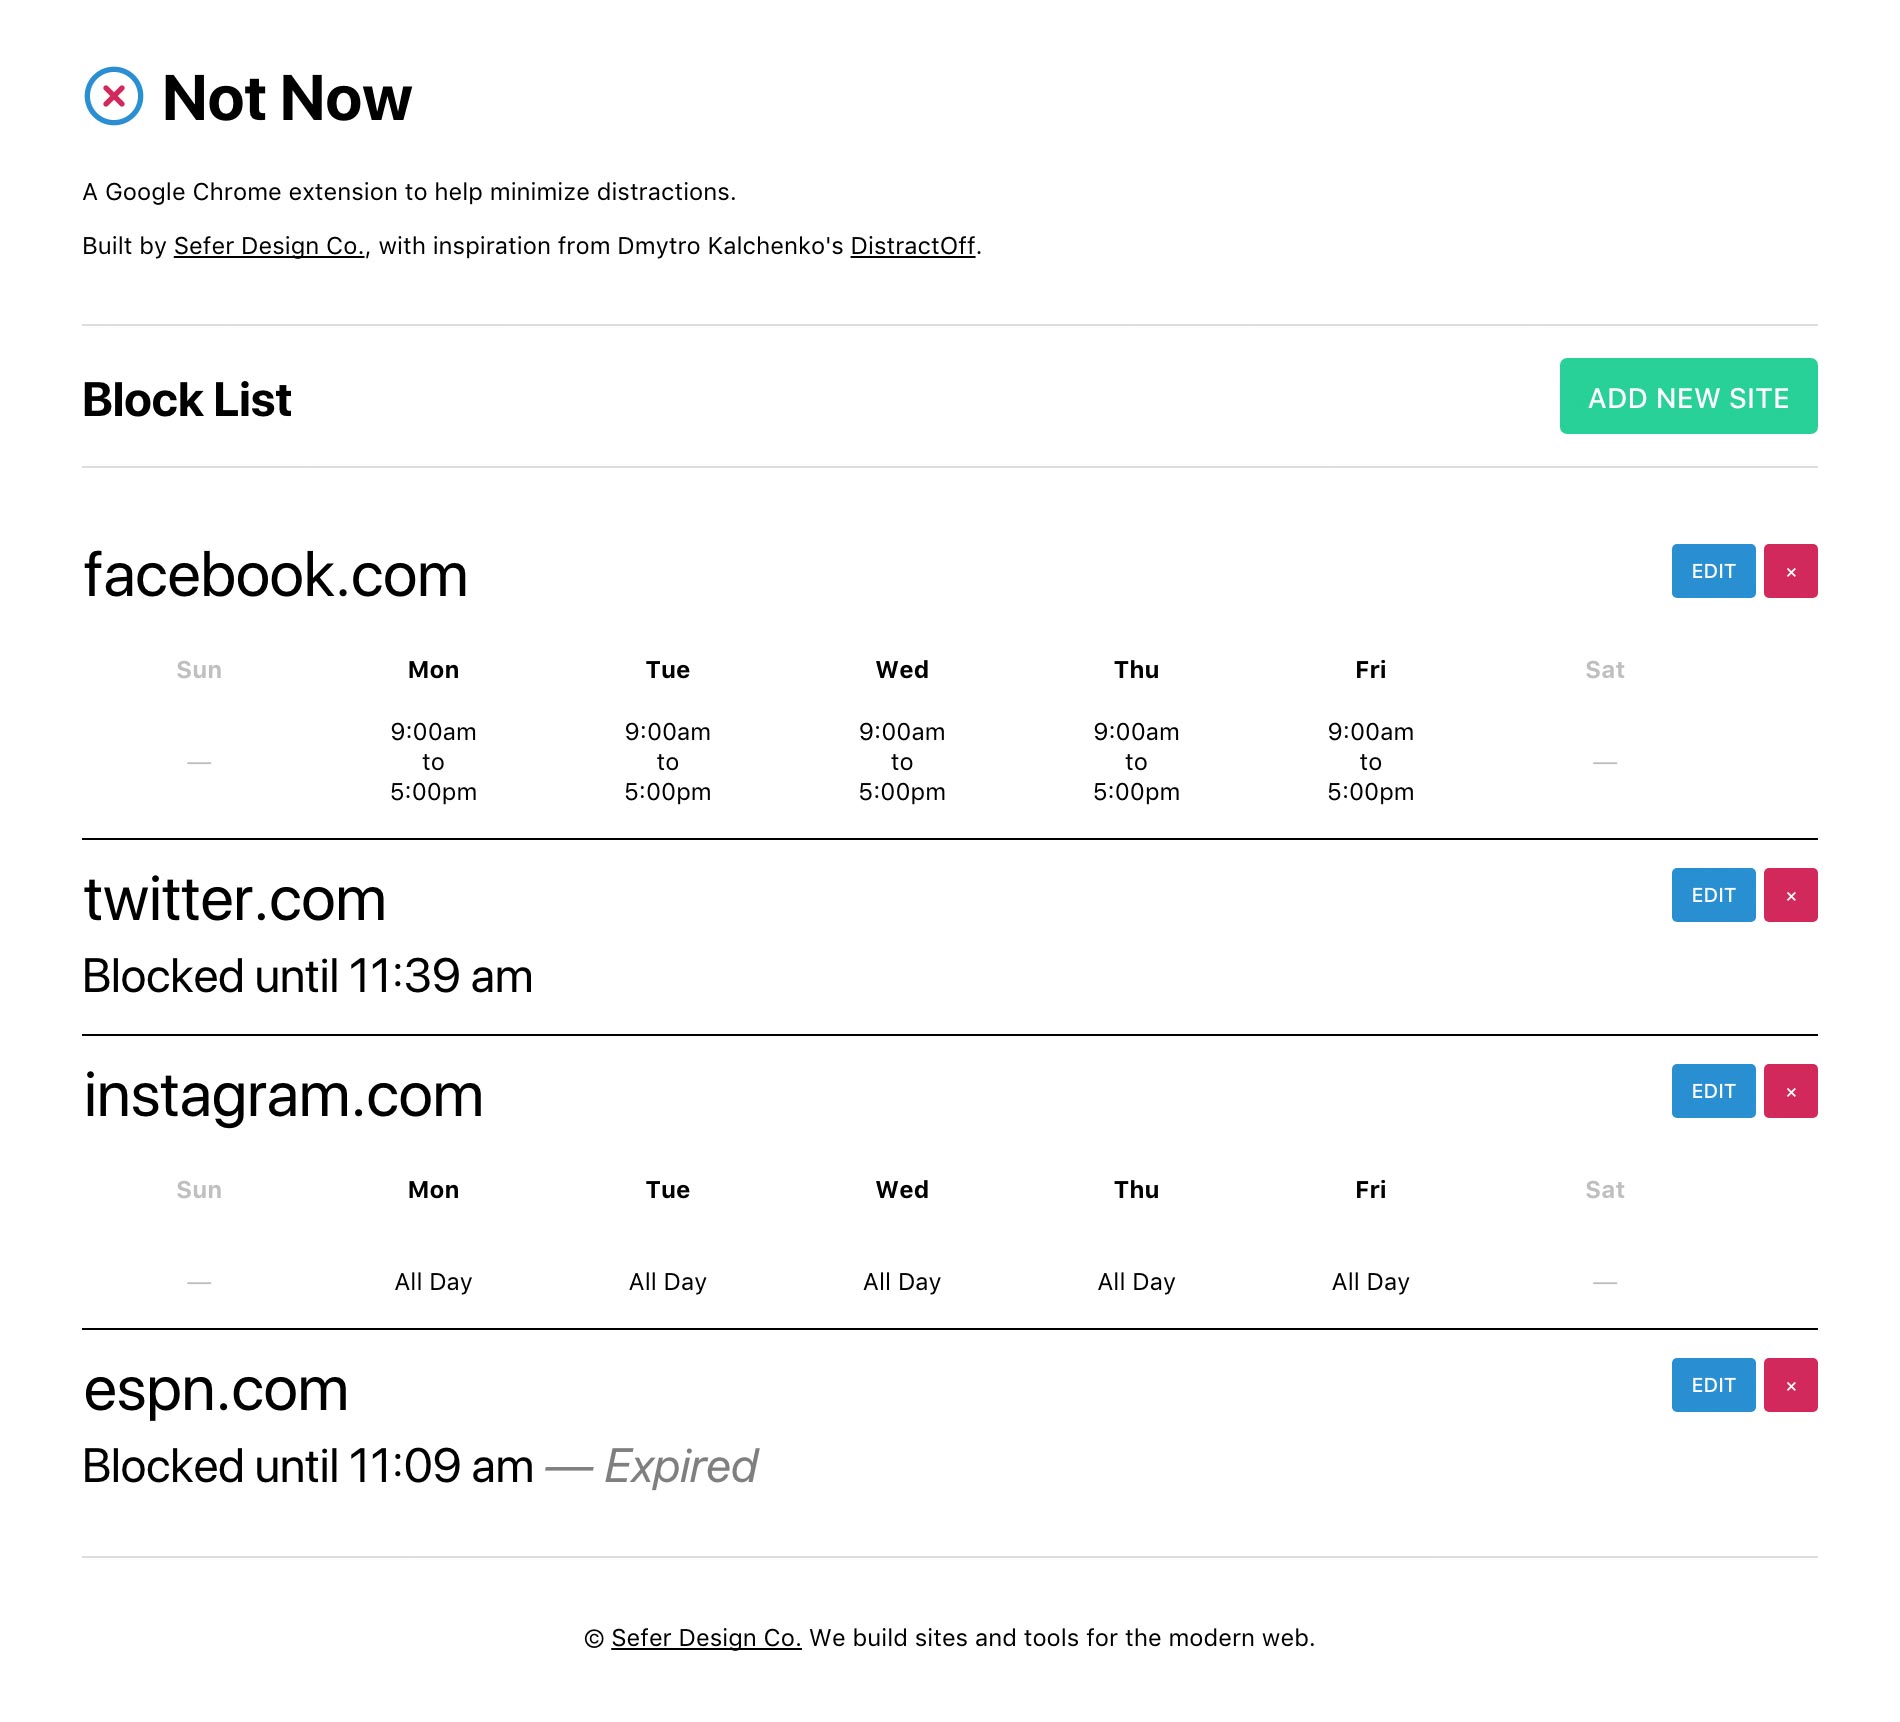 Not Now
A Google Chrome extension to help minimize distractions.
Built by Sefer Design Co., with inspiration from Dmytro Kalchenko's DistractOff.
Block List
ADD NEW SITE
facebook.com
EDIT ×
Sun Mon Tue Wed Thu Fri Sat
9:00am 9:00am 9:00am 9:00am 9:00am
— to to to to to —
5:00pm 5:00pm 5:00pm 5:00pm 5:00pm
twitter.com
EDIT ×
Blocked until 11:39 am
instagram.com
EDIT ×
Sun Mon Tue Wed Thu Fri Sat
— All Day All Day All Day All Day All Day —
espn.com
EDIT ×
Blocked until 11:09 am — Expired
© Sefer Design Co. We build sites and tools for the modern web.